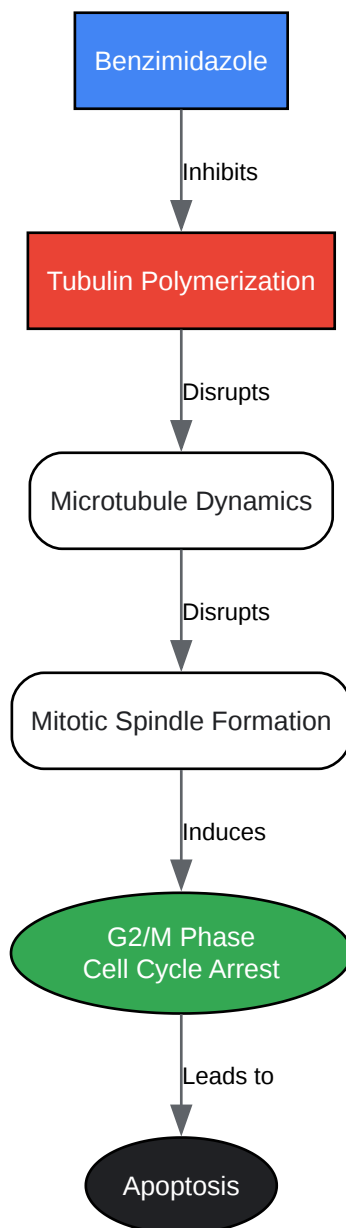 Benzimidazole
Inhibits
Tubulin Polymerization
Disrupts
Microtubule Dynamics
Disrupts
Mitotic Spindle Formation
Induces
G2/M Phase
Cell Cycle Arrest
Leads to
Apoptosis